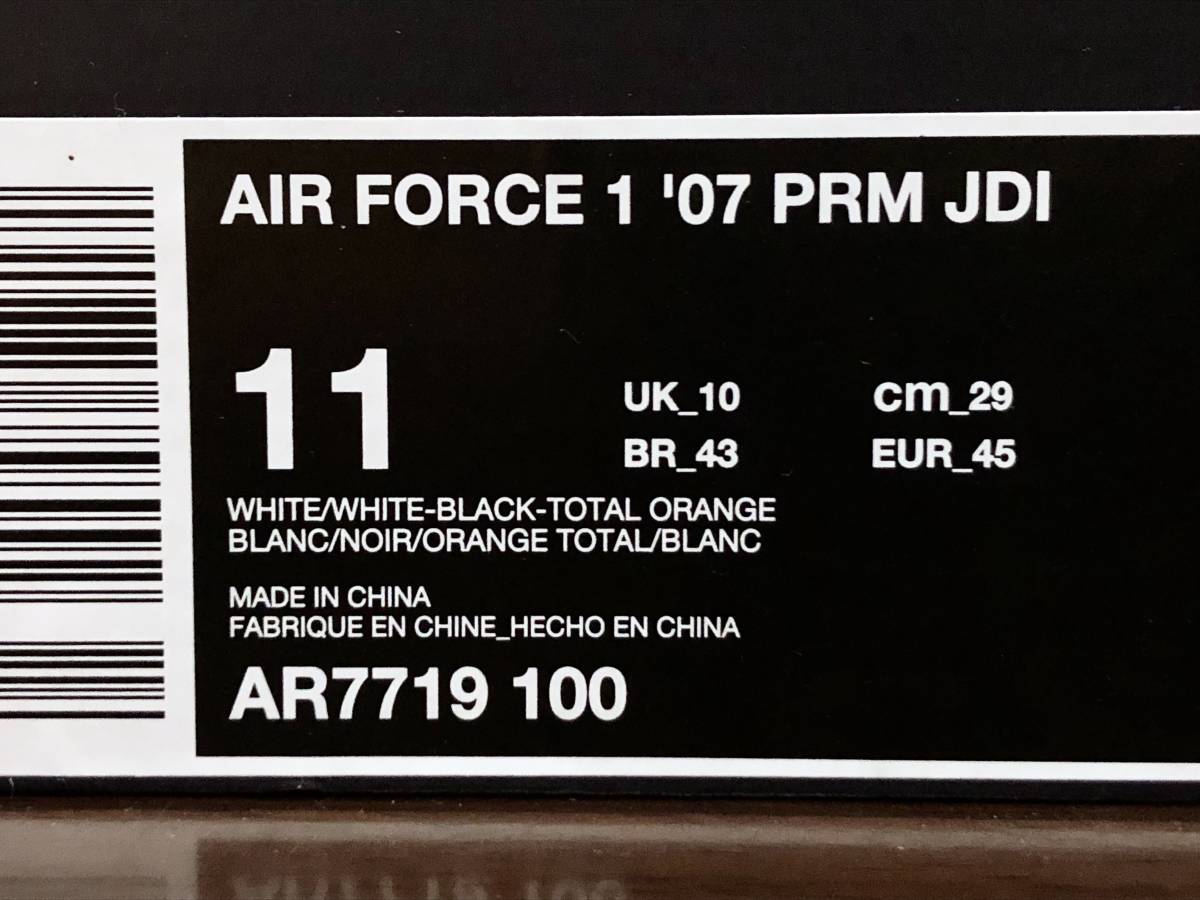 AIR FORCE 1 '07 PRM JDI
11
UK_10 cm_29
BR_43 EUR_45
WHITE/WHITE-BLACK-TOTAL ORANGE
BLANC/NOIR/ORANGE TOTAL/BLANC
MADE IN CHINA
FABRIQUE EN CHINE_HECHO EN CHINA
AR7719 100